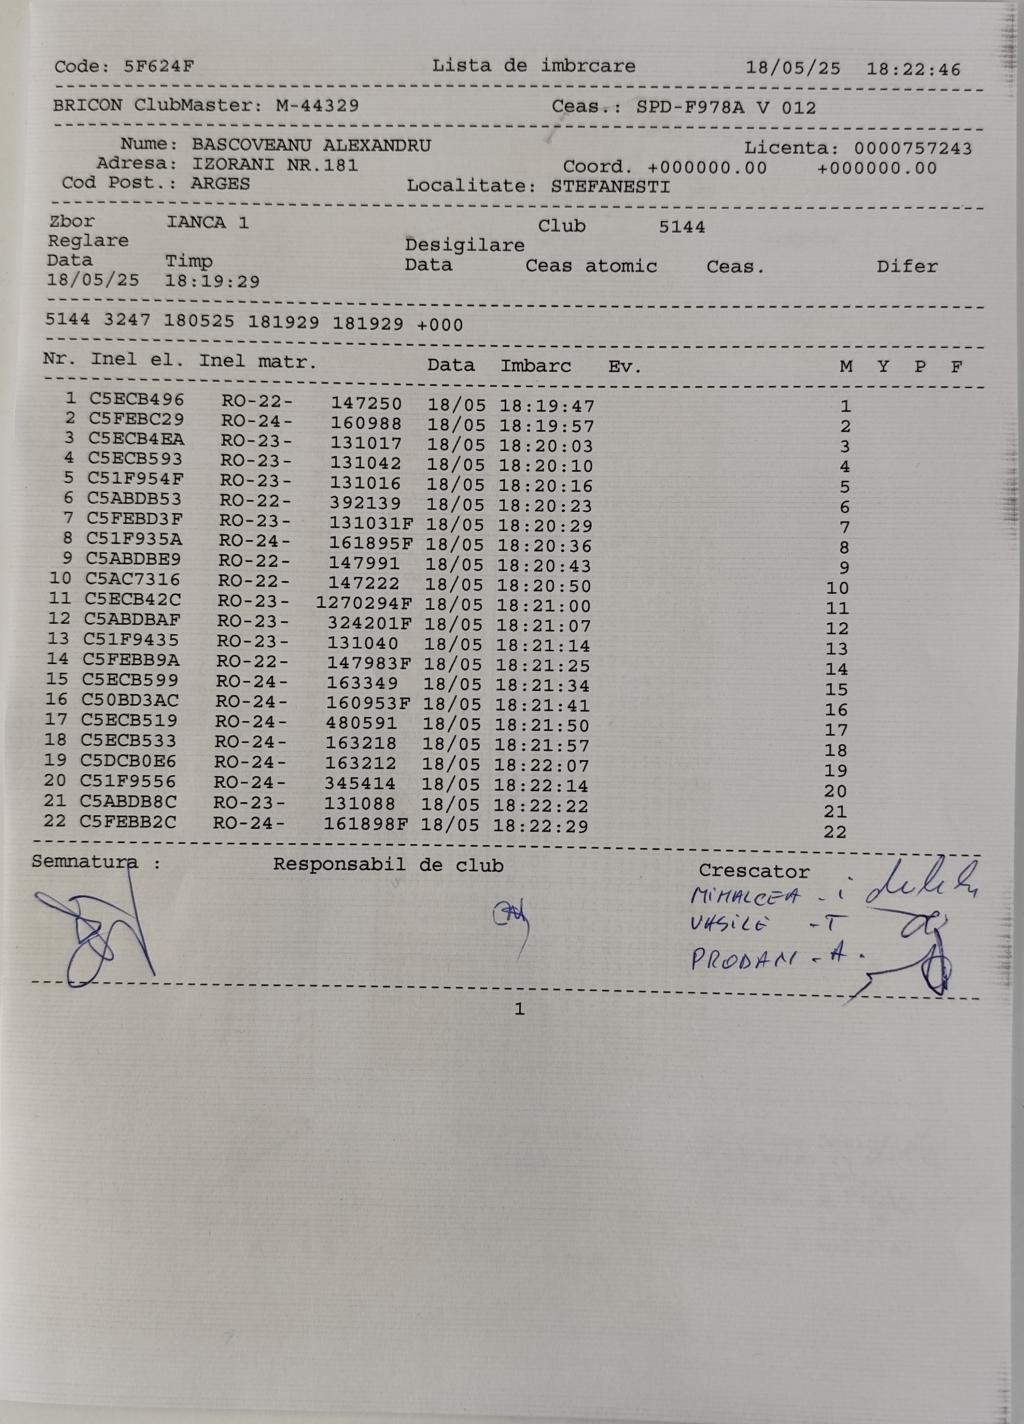 Code: 5F624F Lista de imbrcare 18/05/25 18:22:46
BRICON ClubMaster: M-44329 Ceas.: SPD-F978A V 012
Nume: BASCOVEANU ALEXANDRU Licenta: 0000757243
Adresa: IZORANI NR.181 Coord. +000000.00 +000000.00
Cod Post.: ARGES Localitate: STEFANESTI
Zbor IANCA 1 Club 5144
Reglare Desigilare
Data Timp Data Ceas atomic Ceas. Difer
18/05/25 18:19:29
5144 3247 180525 181929 181929 +000
Nr. Inel el. Inel matr. Data Imbarc Ev. M Y P F
1 C5ECB496 RO-22- 147250 18/05 18:19:47 1
2 C5FEBC29 RO-24- 160988 18/05 18:19:57 2
3 C5ECB4EA RO-23- 131017 18/05 18:20:03 3
4 C5ECB593 RO-23- 131042 18/05 18:20:10 4
5 C51F954F RO-23- 131016 18/05 18:20:16 5
6 C5ABDB53 RO-22- 392139 18/05 18:20:23 6
7 C5FEBD3F RO-23- 131031F 18/05 18:20:29 7
8 C51F935A RO-24- 161895F 18/05 18:20:36 8
9 C5ABDBE9 RO-22- 147991 18/05 18:20:43 9
10 C5AC7316 RO-22- 147222 18/05 18:20:50 10
11 C5ECB42C RO-23- 1270294F 18/05 18:21:00 11
12 C5ABDBAF RO-23- 324201F 18/05 18:21:07 12
13 C51F9435 RO-23- 131040 18/05 18:21:14 13
14 C5FEBB9A RO-22- 147983F 18/05 18:21:25 14
15 C5ECB599 RO-24- 163349 18/05 18:21:34 15
16 C50BD3AC RO-24- 160953F 18/05 18:21:41 16
17 C5ECB519 RO-24- 480591 18/05 18:21:50 17
18 C5ECB533 RO-24- 163218 18/05 18:21:57 18
19 C5DCB0E6 RO-24- 163212 18/05 18:22:07 19
20 C51F9556 RO-24- 345414 18/05 18:22:14 20
21 C5ABDB8C RO-23- 131088 18/05 18:22:22 21
22 C5FEBB2C RO-24- 161898F 18/05 18:22:29 22
Semnatura : Responsabil de club Crescator
MIHALCEA - i
VASILE - T
PRODAN - A.
1